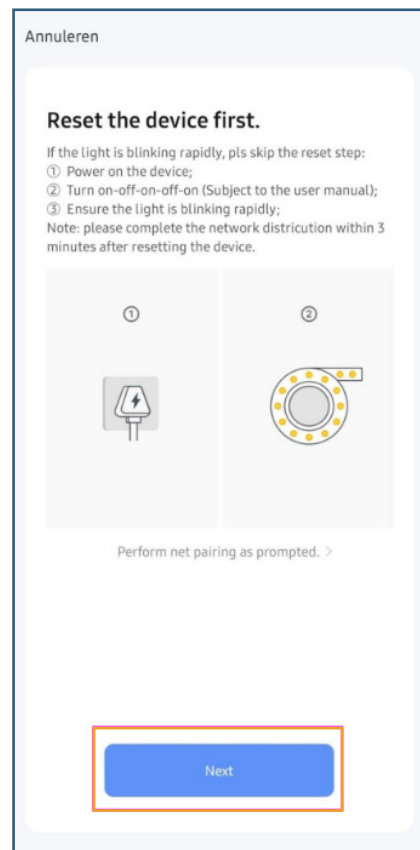 Annuleren
Reset the device first.
If the light is blinking rapidly, pls skip the reset step:
① Power on the device;
② Turn on-off-on-off-on (Subject to the user manual);
③ Ensure the light is blinking rapidly;
Note: please complete the network districution within 3
minutes after resetting the device.
① ②
Perform net pairing as prompted. >
Next